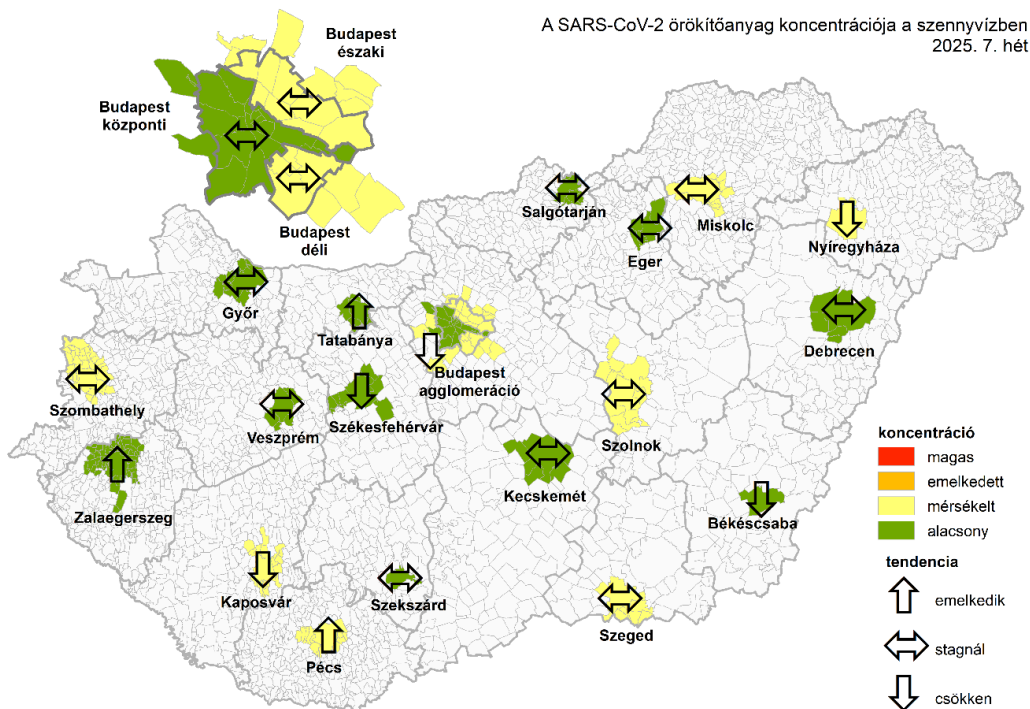 A SARS-CoV-2 örökítőanyag koncentrációja a szennyvízben
2025. 7. hét
Budapest
északi
Budapest
központi
Budapest
déli
Salgótarján
Miskolc
Eger
Nyíregyháza
Győr
Tatabánya
Budapest
agglomeráció
Debrecen
Szombathely
Veszprém
Székesfehérvár
Szolnok
Zalaegerszeg
Kecskemét
Békéscsaba
Kaposvár
Szekszárd
Szeged
Pécs
koncentráció
magas
emelkedett
mérsékelt
alacsony
tendencia
emelkedik
stagnál
csökken